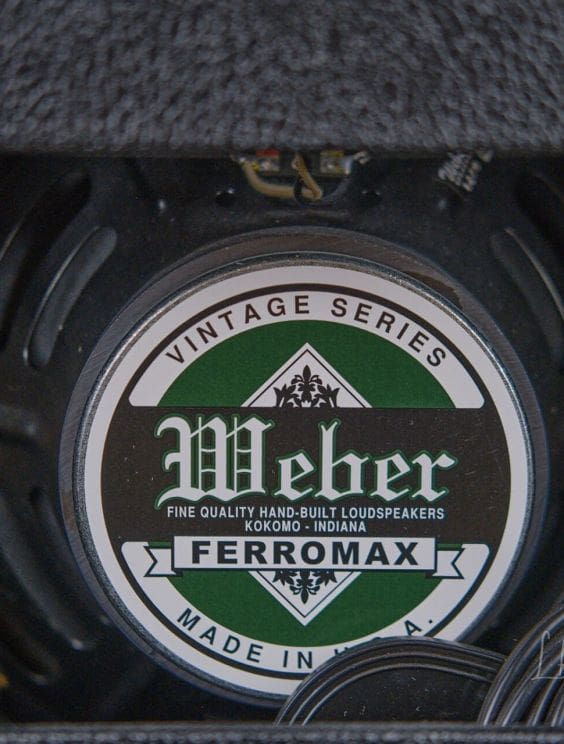 VINTAGE SERIES
Weber
FINE QUALITY HAND-BUILT LOUDSPEAKERS
KOKOMO - INDIANA
FERROMAX
MADE IN U.S.A.